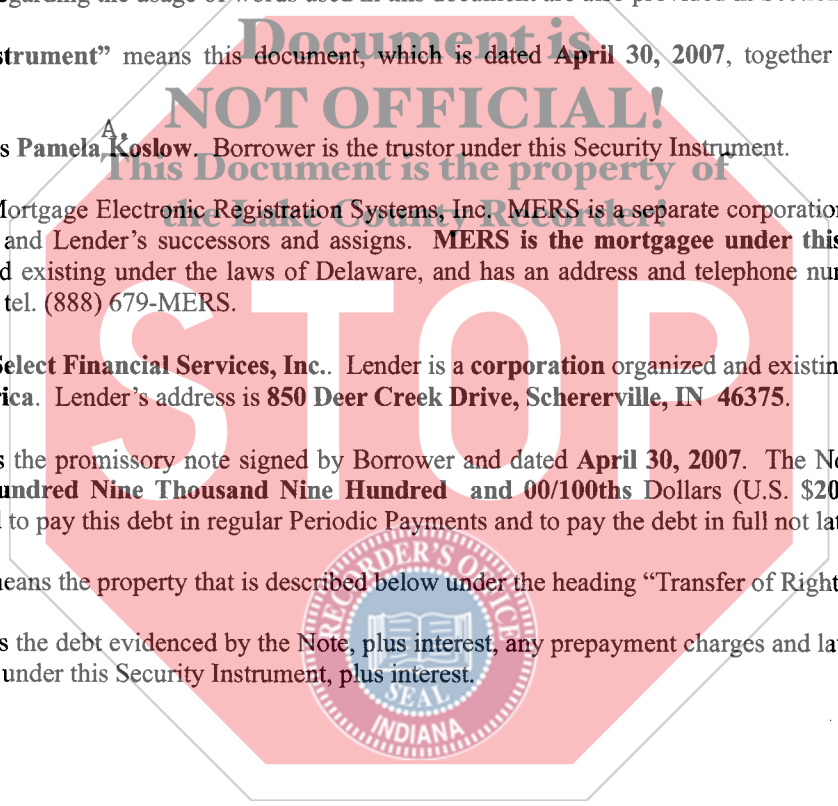 egarding the usage of words used in this document are also provided in Section
Document is
strument” means this document, which is dated April 30, 2007, together
NOT OFFICIAL!
A.
s Pamela Koslow. Borrower is the trustor under this Security Instrument.
This Document is the property of
the Lake County Recorder!
Mortgage Electronic Registration Systems, Inc. MERS is a separate corporation
and Lender’s successors and assigns. MERS is the mortgagee under this
d existing under the laws of Delaware, and has an address and telephone nu
tel. (888) 679-MERS.
STOP
Select Financial Services, Inc.. Lender is a corporation organized and existin
ica. Lender’s address is 850 Deer Creek Drive, Schererville, IN 46375.
s the promissory note signed by Borrower and dated April 30, 2007. The No
undred Nine Thousand Nine Hundred and 00/100ths Dollars (U.S. $20
l to pay this debt in regular Periodic Payments and to pay the debt in full not lat
means the property that is described below under the heading “Transfer of Right
s the debt evidenced by the Note, plus interest, any prepayment charges and la
under this Security Instrument, plus interest.
RECORDER'S OFFICE
SEAL
INDIANA